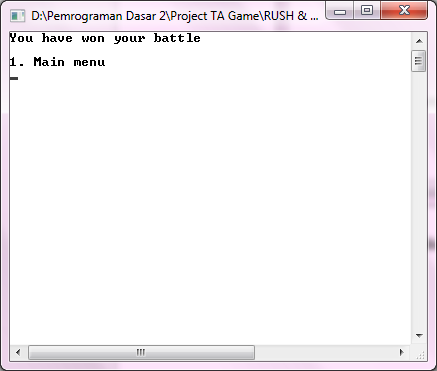 D:\Pemrograman Dasar 2\Project TA Game\RUSH & ...
You have won your battle
1. Main menu